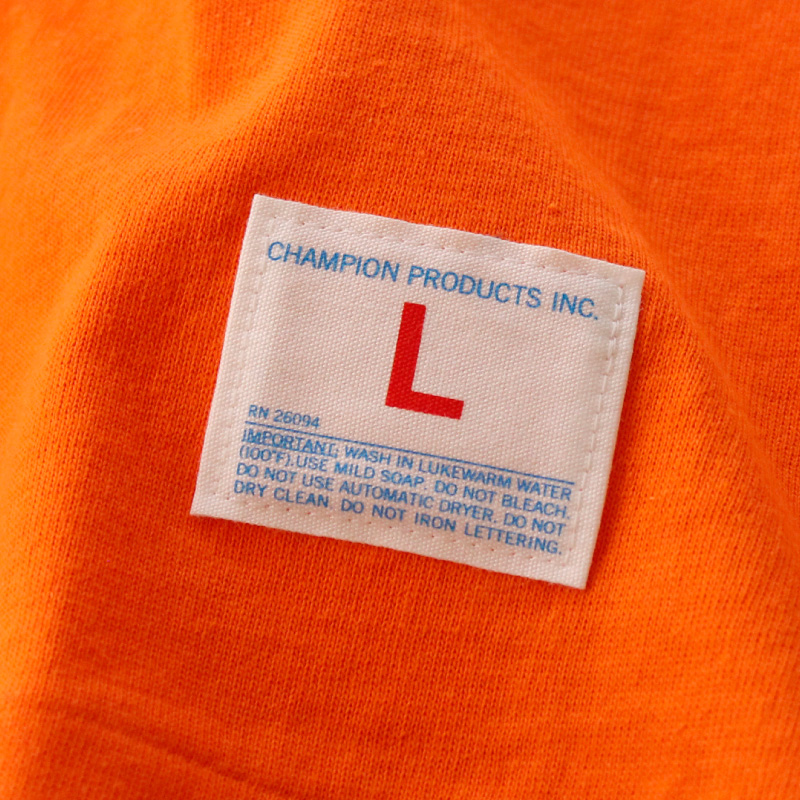 CHAMPION PRODUCTS INC.
L
RN 26094
IMPORTANT. WASH IN LUKEWARM WATER
(100°F). USE MILD SOAP. DO NOT BLEACH.
DO NOT USE AUTOMATIC DRYER. DO NOT
DRY CLEAN. DO NOT IRON LETTERING.